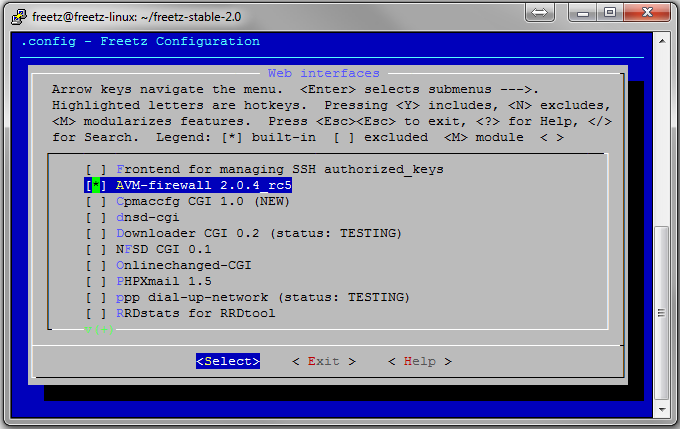 freetz@freetz-linux: ~/freetz-stable-2.0
.config - Freetz Configuration
Web interfaces
Arrow keys navigate the menu. <Enter> selects submenus --->.
Highlighted letters are hotkeys. Pressing <Y> includes, <N> excludes,
<M> modularizes features. Press <Esc><Esc> to exit, <?> for Help, </>
for Search. Legend: [*] built-in [ ] excluded <M> module < >
[ ] Frontend for managing SSH authorized_keys
[*] AVM-firewall 2.0.4_rc5
[ ] Cpmaccfg CGI 1.0 (NEW)
[ ] dnsd-cgi
[ ] Downloader CGI 0.2 (status: TESTING)
[ ] NFSD CGI 0.1
[ ] Onlinechanged-CGI
[ ] PHPXmail 1.5
[ ] ppp dial-up-network (status: TESTING)
[ ] RRDstats for RRDtool
<Select> < Exit > < Help >